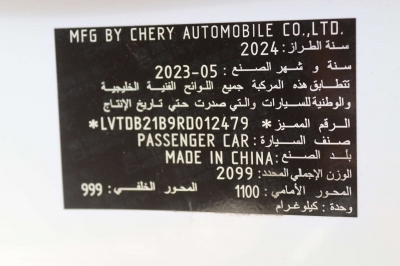 MFG BY CHERY AUTOMOBILE CO.,LTD.
سنة الطراز: 2024
سنة و شهر الصنع: 2023-05
تتطابق هذه المركبة جميع اللوائح الفنية الخليجية
والوطنية للسيارات والتي صدرت حتي تاريخ الإنتاج
الرقم المميز: *LVTDB21B9RD012479*
صنف السيارة: PASSENGER CAR
بلد الصنع: MADE IN CHINA
الوزن الإجمالي المحدد: 2099
المحور الأمامي: 1100 المحور الخلفي: 999
وحدة: كيلوغرام